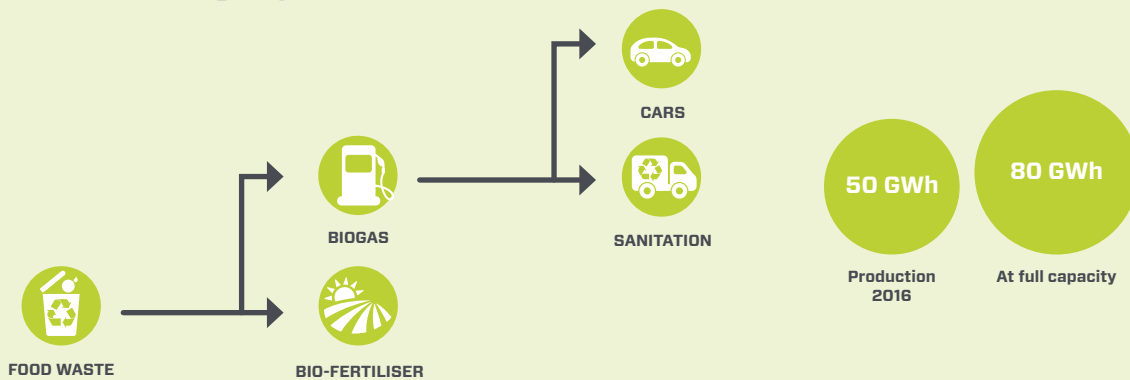 CARS
BIOGAS
SANITATION
FOOD WASTE
BIO-FERTILISER
50 GWh
Production
2016
80 GWh
At full capacity